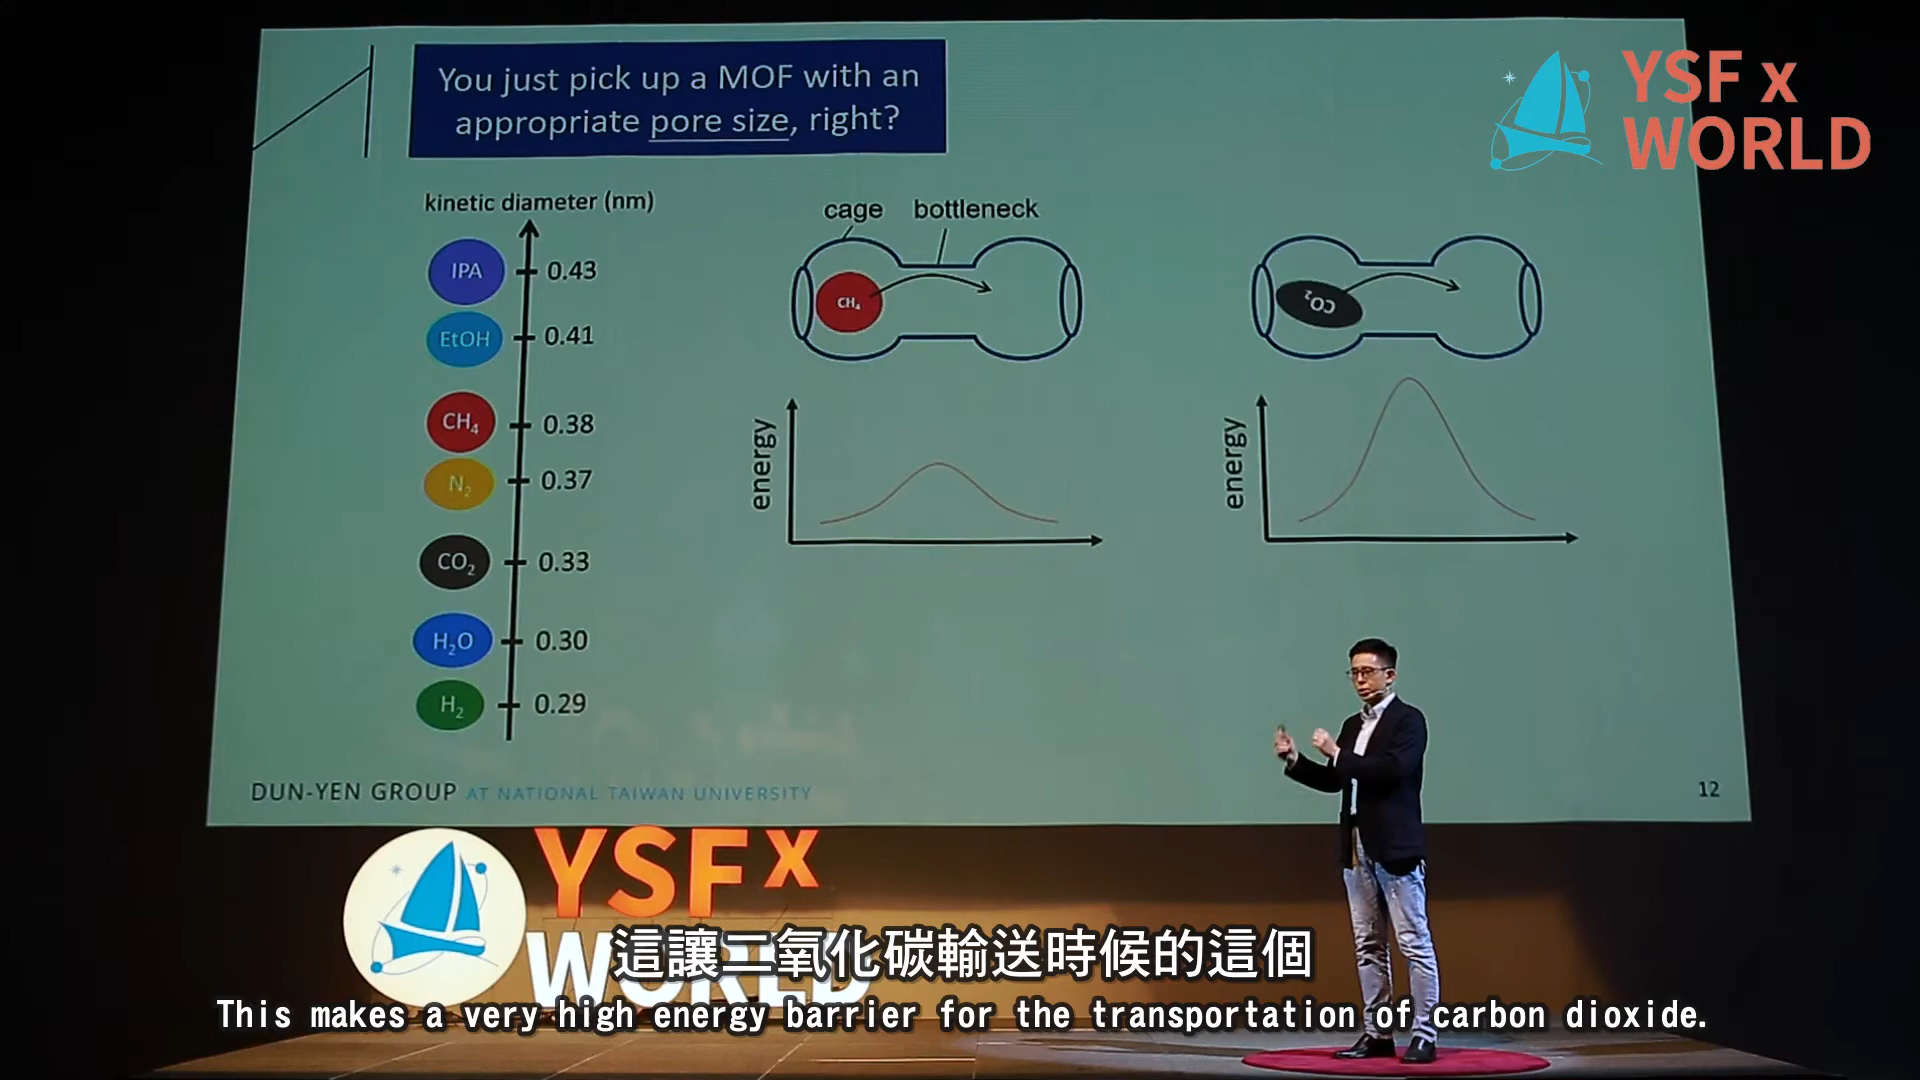 You just pick up a MOF with an
appropriate pore size, right?
YSF x
WORLD
kinetic diameter (nm)
IPA
0.43
EtOH
0.41
CH₄
0.38
N₂
0.37
CO₂
0.33
H₂O
0.30
H₂
0.29
cage
bottleneck
CH₄
energy
CO₂
energy
DUN-YEN GROUP AT NATIONAL TAIWAN UNIVERSITY
12
YSF x
WORLD
這讓二氧化碳輸送時候的這個
This makes a very high energy barrier for the transportation of carbon dioxide.